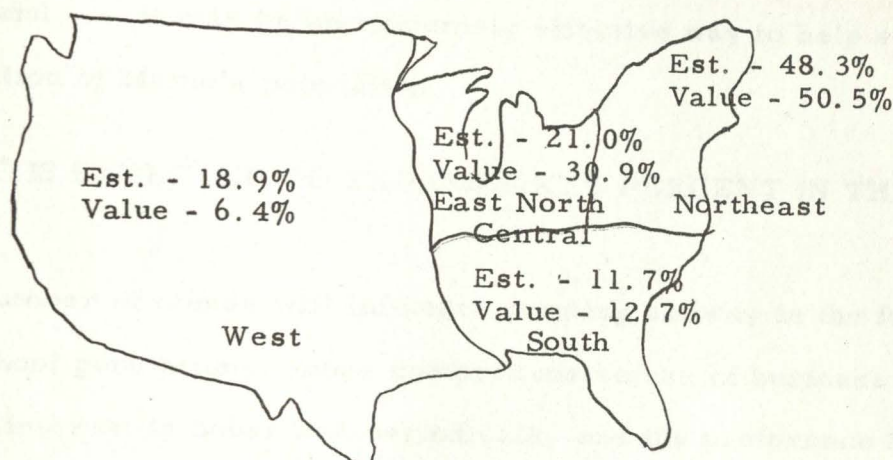 Est. - 48.3%
Value - 50.5%
Est. - 21.0%
Value - 30.9%
East North
Central
Northeast
Est. - 18.9%
Value - 6.4%
West
Est. - 11.7%
Value - 12.7%
South